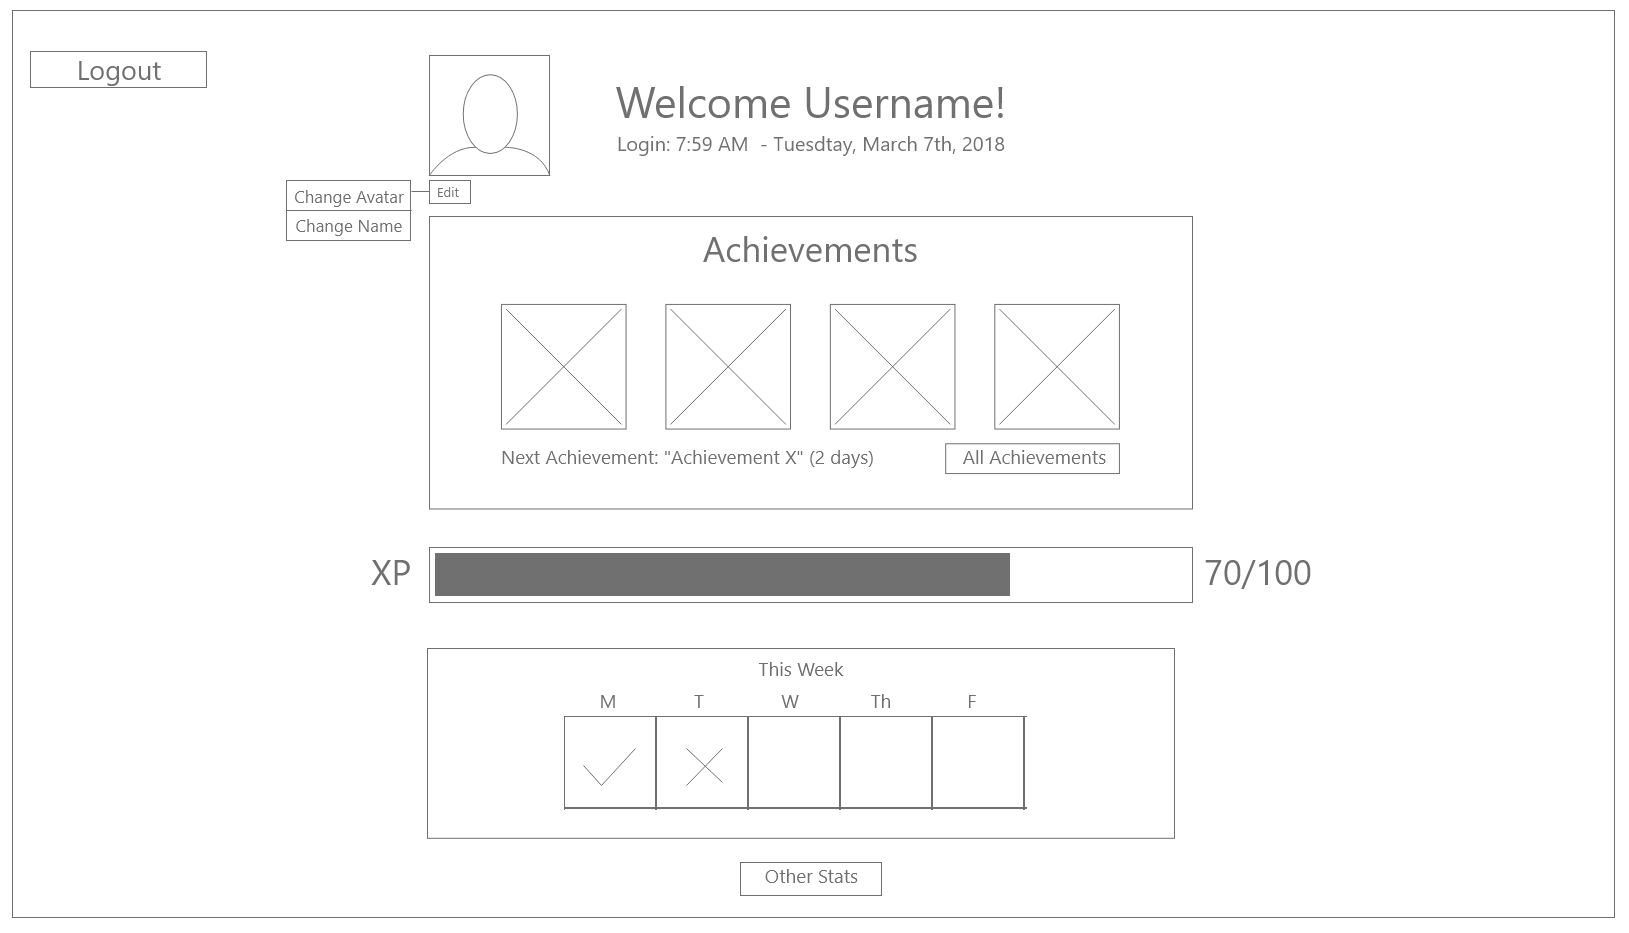 Logout
Welcome Username!
Login: 7:59 AM  - Tuesdtay, March 7th, 2018
Edit
Change Avatar
Change Name
Achievements
Next Achievement: "Achievement X" (2 days)
All Achievements
XP
70/100
This Week
M T W Th F
Other Stats